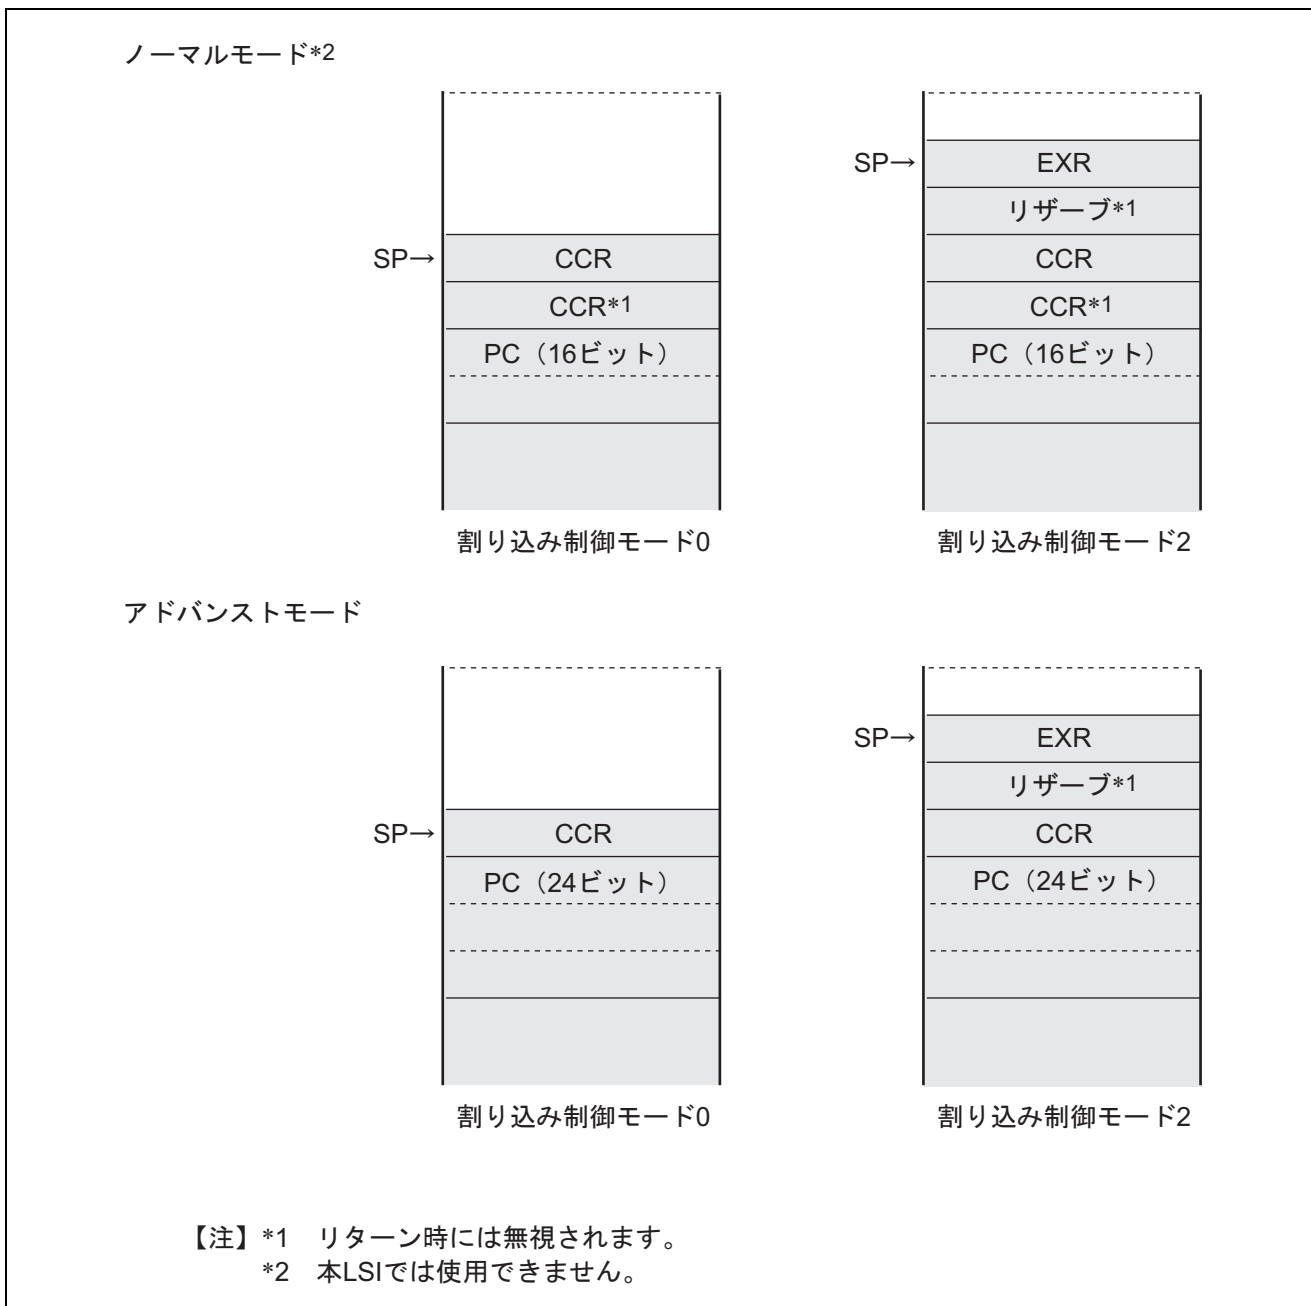 ノーマルモード*2
SP→ EXR
リザーブ*1
SP→ CCR CCR
CCR*1 CCR*1
PC（16ビット） PC（16ビット）
割り込み制御モード0 割り込み制御モード2
アドバンストモード
SP→ EXR
リザーブ*1
SP→ CCR CCR
PC（24ビット） PC（24ビット）
割り込み制御モード0 割り込み制御モード2
【注】*1 リターン時には無視されます。
*2 本LSIでは使用できません。